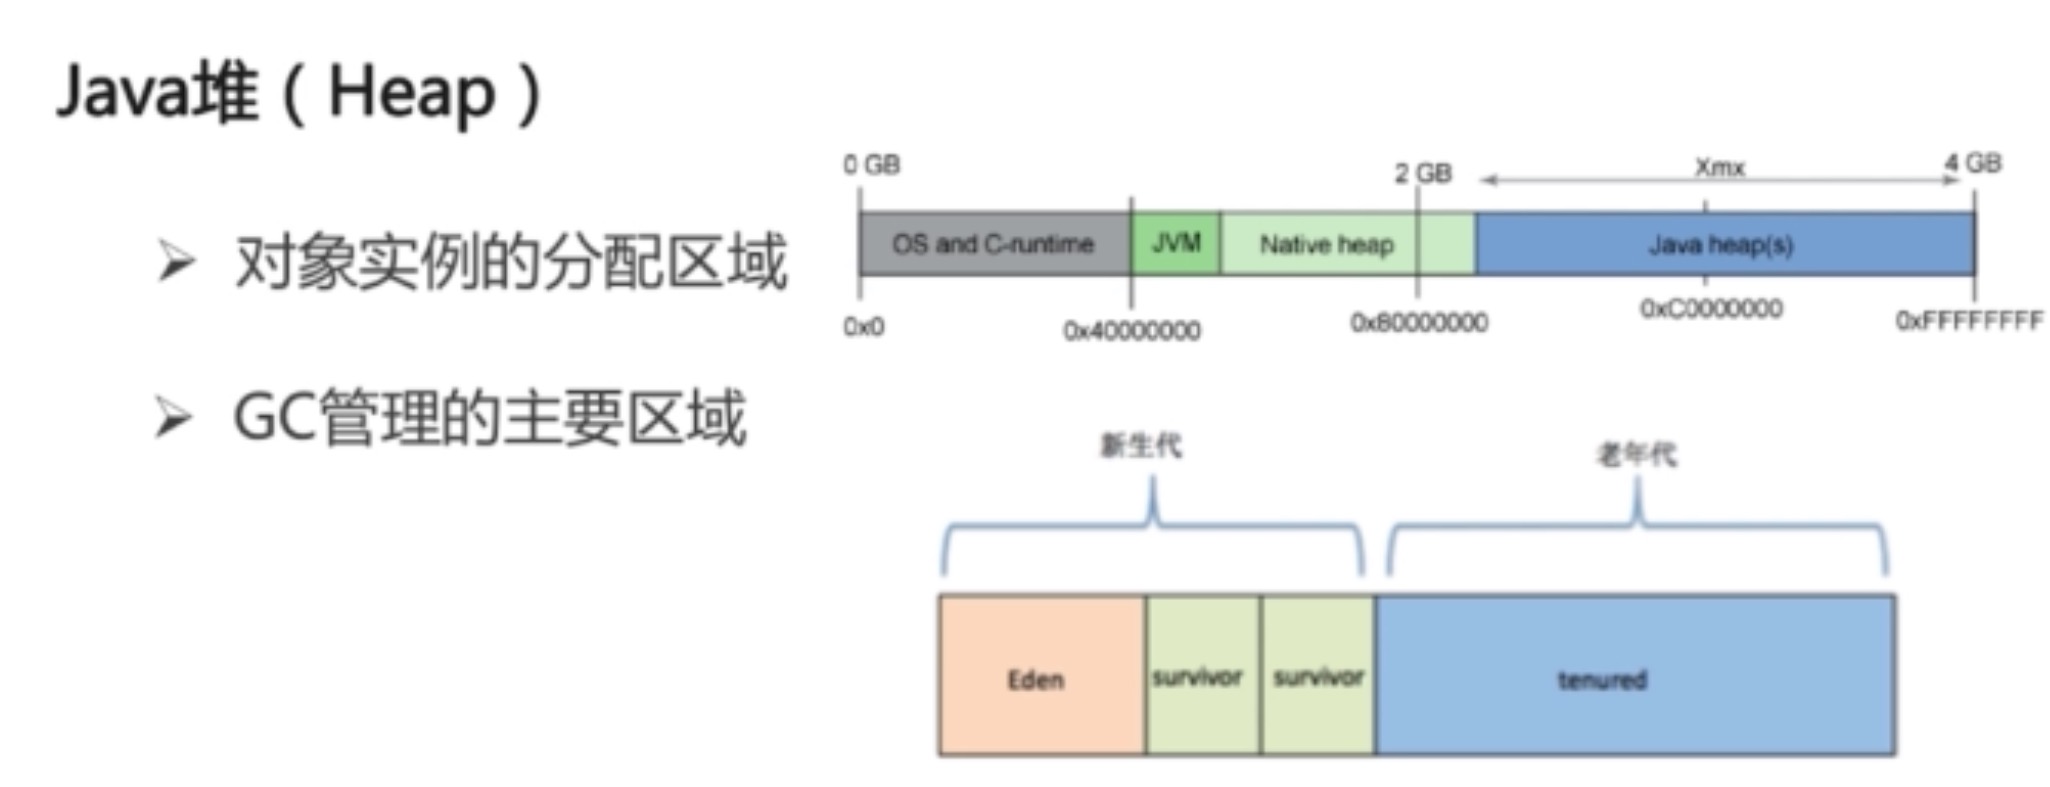 Java堆（Heap）
➢ 对象实例的分配区域
➢ GC管理的主要区域
0 GB
2 GB
Xmx
4 GB
OS and C-runtime
JVM
Native heap
Java heap(s)
0x0
0x40000000
0x80000000
0xC0000000
0xFFFFFFFF
新生代
老年代
Eden
survivor
survivor
tenured